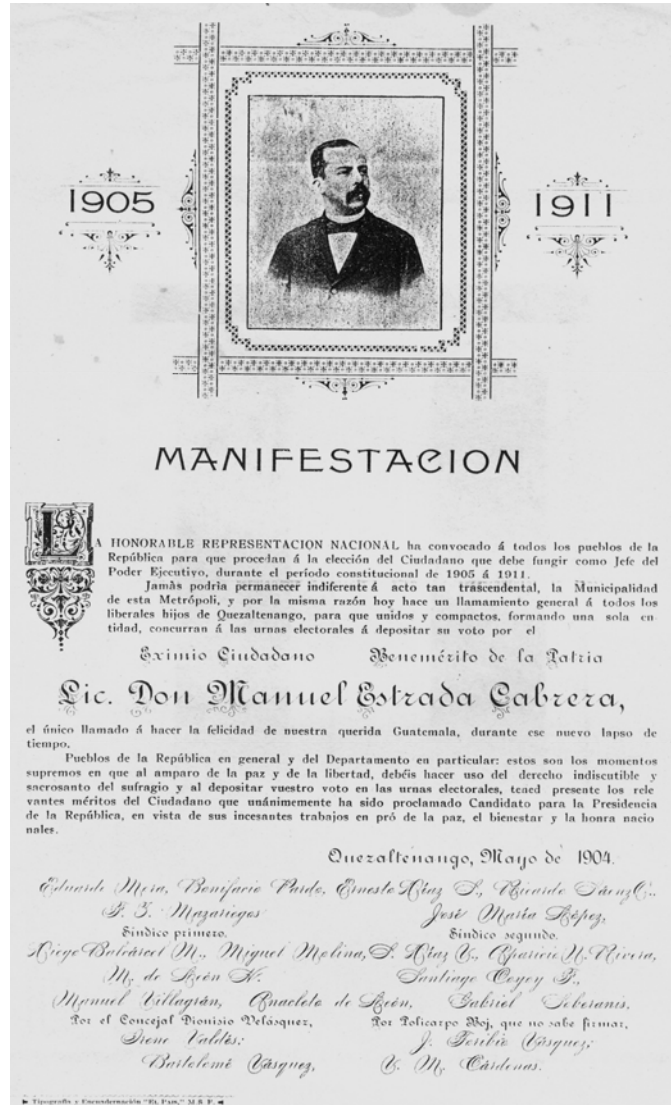 1905
1911
MANIFESTACION
LA HONORABLE REPRESENTACION NACIONAL ha convocado á todos los pueblos de la
República para que procedan á la elección del Ciudadano que debe fungir como Jefe del
Poder Ejecutivo, durante el período constitucional de 1905 á 1911.
Jamàs podria permanecer indiferente á acto tan trascendental, la Municipalidad
de esta Metrópoli, y por la misma razón hoy hace un llamamiento general á todos los
liberales hijos de Quezaltenango, para que unidos y compactos, formando una sola en
tidad, concurran á las urnas electorales á depositar su voto por el
Eximio Ciudadano Benemérito de la Patria
Lic. Don Manuel Estrada Cabrera,
el único llamado á hacer la felicidad de nuestra querida Guatemala, durante ese nuevo lapso de
tiempo.
Pueblos de la República en general y del Departamento en particular: estos son los momentos
supremos en que al amparo de la paz y de la libertad, debéis hacer uso del derecho indiscutible y
sacrosanto del sufragio y al depositar vuestro voto en las urnas electorales, tened presente los rele
vantes méritos del Ciudadano que unánimemente ha sido proclamado Candidato para la Presidencia
de la República, en vista de sus incesantes trabajos en pró de la paz, el bienestar y la honra nacio
nales.
Quezaltenango, Mayo de 1904.
Eduardo Mora, Bonifacio Pardo, Ernesto Díaz S., Ricardo Sáenz C.,
F. J. Mazariegos José María López,
Síndico primero. Síndico segundo.
Diego Balcárcel M., Miguel Molina, S. Díaz V., Aparicio N. Rivera,
M. de León N. Santiago Coyoy P.,
Manuel Villagrán, Anacleto de León, Gabriel Soberanis,
Por el Concejal Dionisio Velásquez, Por Policarpo Boj, que no sabe firmar,
Irene Valdés; J. Toribio Vásquez;
Bartolomé Vásquez, V. M. Cárdenas.
Tipografía y Encuadernación "EL PAIS," M. S. F.